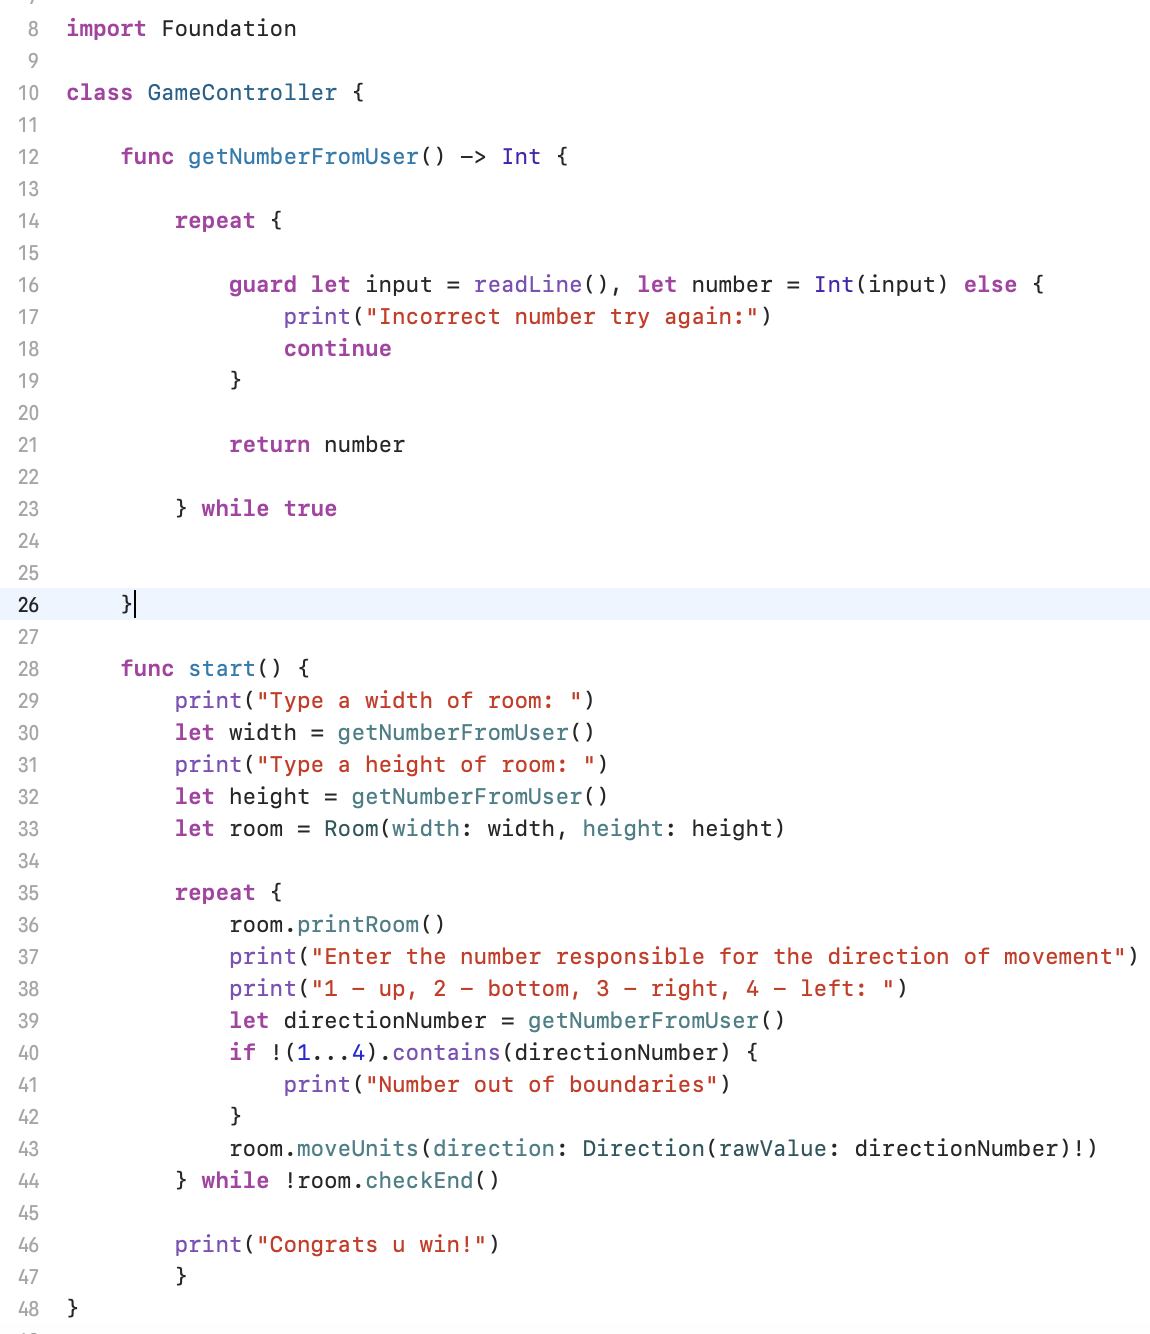 8 import Foundation
9
10 class GameController {
11
12     func getNumberFromUser() -> Int {
13
14         repeat {
15
16             guard let input = readLine(), let number = Int(input) else {
17                 print("Incorrect number try again:")
18                 continue
19             }
20
21             return number
22
23         } while true
24
25
26     }
27
28     func start() {
29         print("Type a width of room: ")
30         let width = getNumberFromUser()
31         print("Type a height of room: ")
32         let height = getNumberFromUser()
33         let room = Room(width: width, height: height)
34
35         repeat {
36             room.printRoom()
37             print("Enter the number responsible for the direction of movement")
38             print("1 – up, 2 – bottom, 3 – right, 4 – left: ")
39             let directionNumber = getNumberFromUser()
40             if !(1...4).contains(directionNumber) {
41                 print("Number out of boundaries")
42             }
43             room.moveUnits(direction: Direction(rawValue: directionNumber)!)
44         } while !room.checkEnd()
45
46         print("Congrats u win!")
47         }
48 }